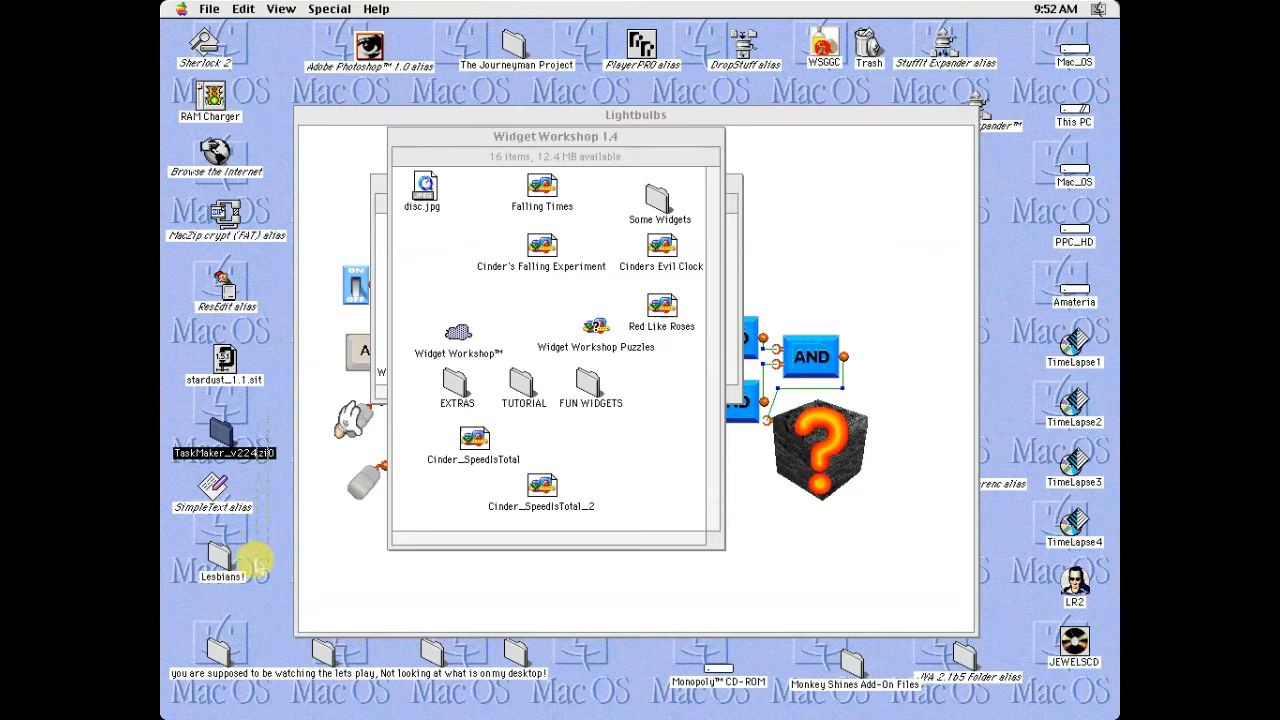 File Edit View Special Help
9:52 AM
Sherlock 2
Adobe Photoshop™ 1.0 alias
The Journeyman Project
PlayerPRO alias
DropStuff alias
WSGGC
Trash
StuffIt Expander alias
Mac_OS
RAM Charger
Lightbulbs
This PC
Widget Workshop 1.4
16 items, 12.4 MB available
Browse the Internet
Mac_OS
disc.jpg
Falling Times
Some Widgets
MacZip crypt ('FAT) alias
PPC_HD
Cinder's Falling Experiment
Cinders Evil Clock
ON
OFF
ResEdit alias
Amateria
Red Like Roses
Widget Workshop™
Widget Workshop Puzzles
AND
A
W
TimeLapse1
stardust_1.1.sit
EXTRAS
TUTORIAL
FUN WIDGETS
TimeLapse2
Cinder_SpeedIsTotal
TimeLapse3
SimpleText alias
Cinder_SpeedIsTotal_2
?
TimeLapse4
Lesbians!
LR2
JEWELSCD
you are supposed to be watching the lets play, Not looking at what is on my desktop!
Monopoly™ CD-ROM
Monkey Shines Add-On Files
Mac OS